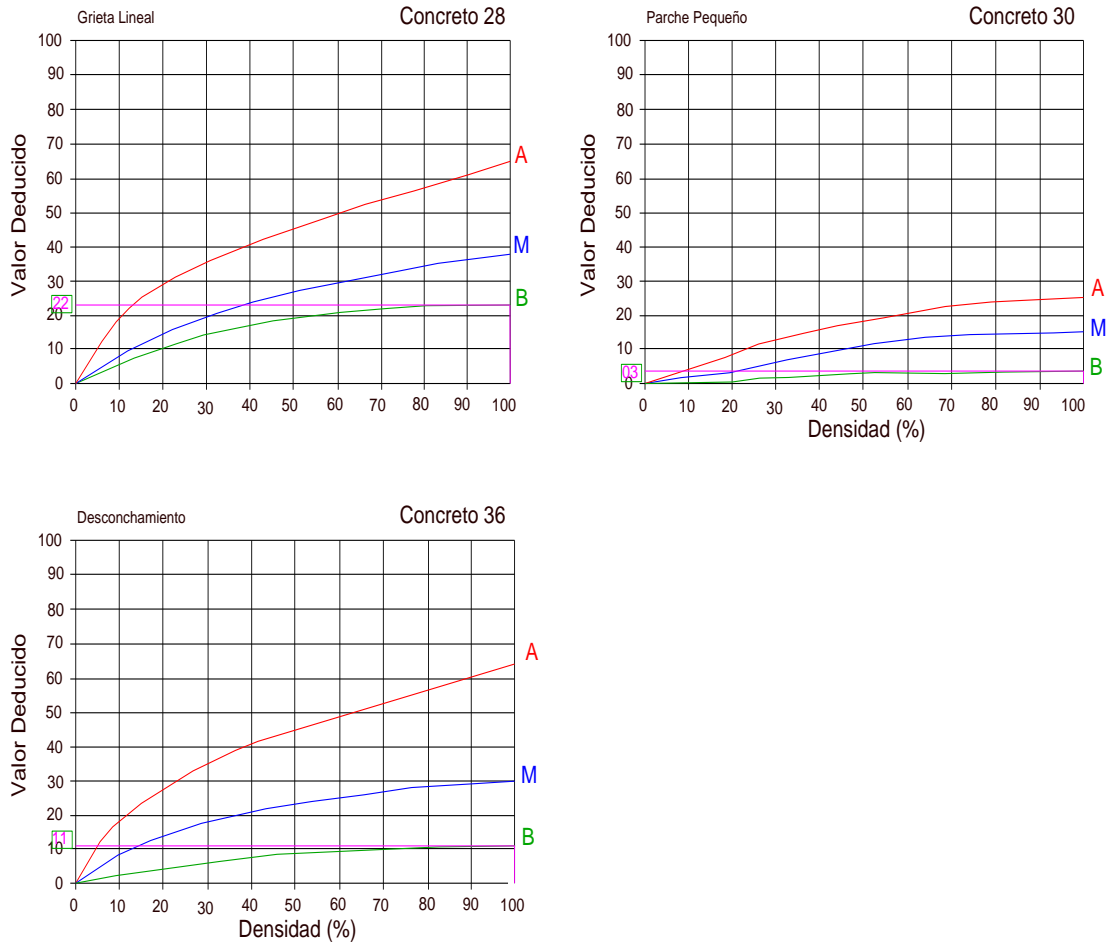 Grieta Lineal
Concreto 28
Valor Deducido
100
90
80
70
60
50
40
30
20
10
0
22
A
M
B
0 10 20 30 40 50 60 70 80 90 100
Parche Pequeño
Concreto 30
Valor Deducido
100
90
80
70
60
50
40
30
20
10
0
03
A
M
B
0 10 20 30 40 50 60 70 80 90 100
Densidad (%)
Desconchamiento
Concreto 36
Valor Deducido
100
90
80
70
60
50
40
30
20
10
0
11
A
M
B
0 10 20 30 40 50 60 70 80 90 100
Densidad (%)